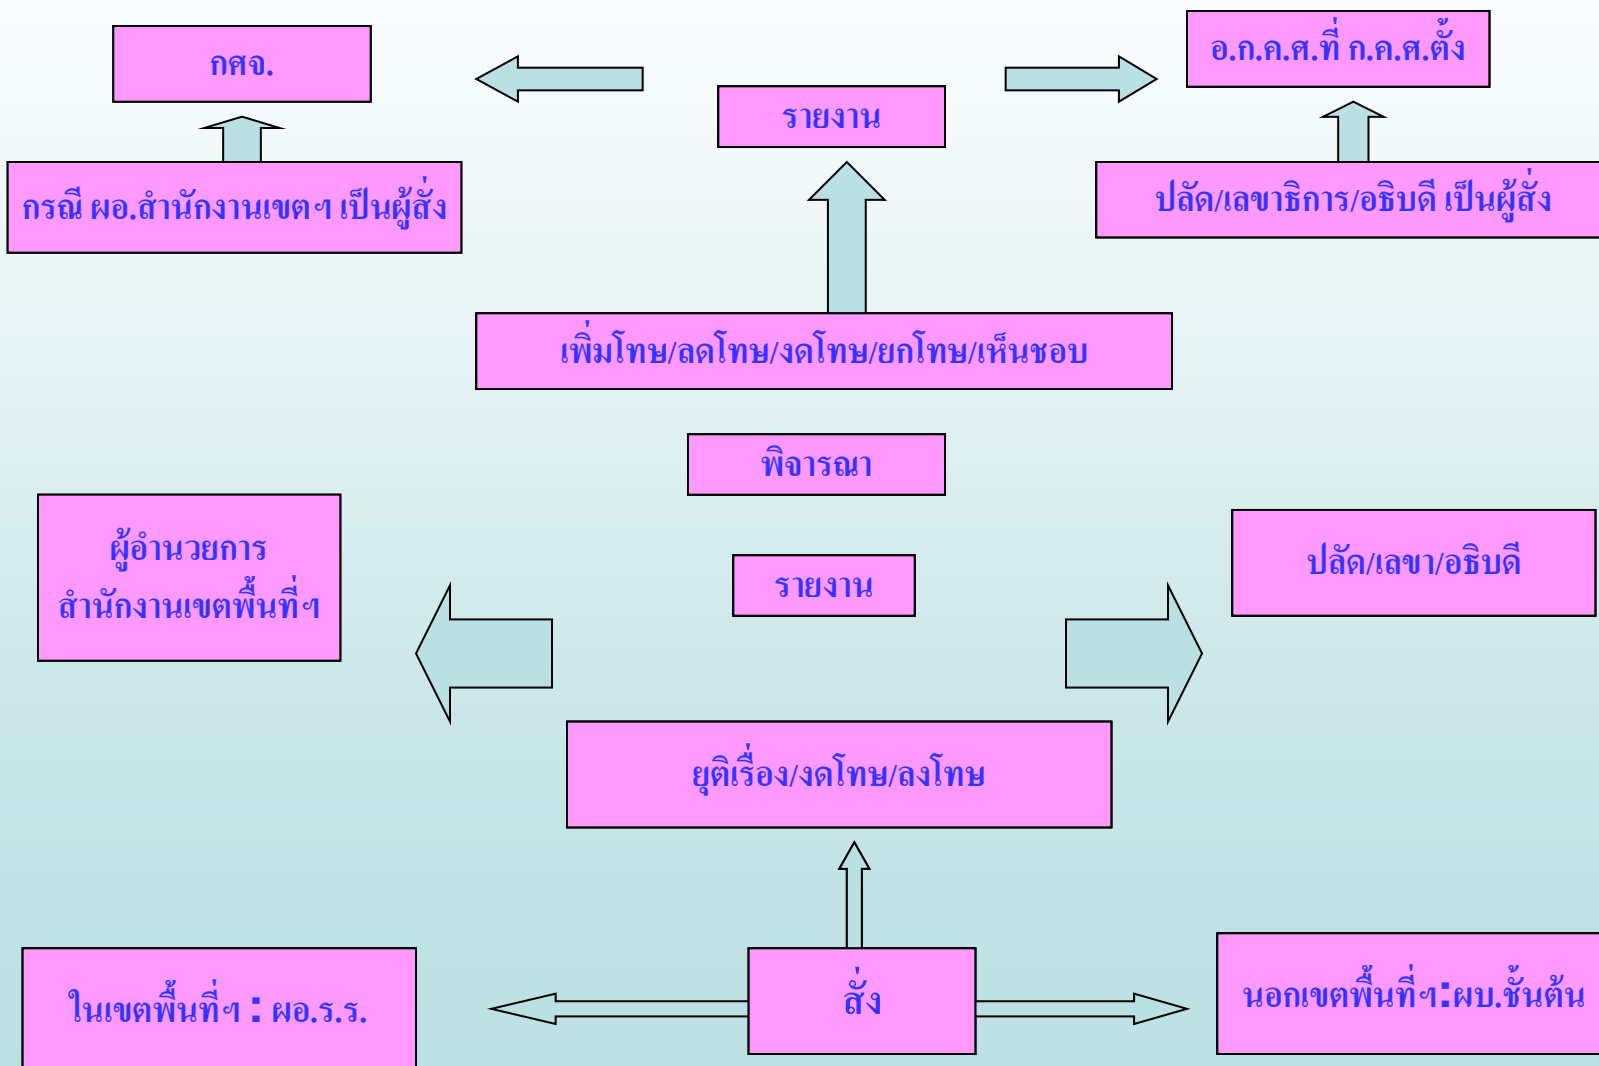 กศจ.
อ.ก.ค.ศ.ที่ ก.ค.ศ.ตั้ง
รายงาน
กรณี ผอ.สำนักงานเขตฯ เป็นผู้สั่ง
ปลัด/เลขาธิการ/อธิบดี เป็นผู้สั่ง
เพิ่มโทษ/ลดโทษ/งดโทษ/ยกโทษ/เห็นชอบ
พิจารณา
ผู้อำนวยการ
สำนักงานเขตพื้นที่ฯ
รายงาน
ปลัด/เลขา/อธิบดี
ยุติเรื่อง/งดโทษ/ลงโทษ
ในเขตพื้นที่ฯ : ผอ.ร.ร.
สั่ง
นอกเขตพื้นที่ฯ:ผบ.ชั้นต้น